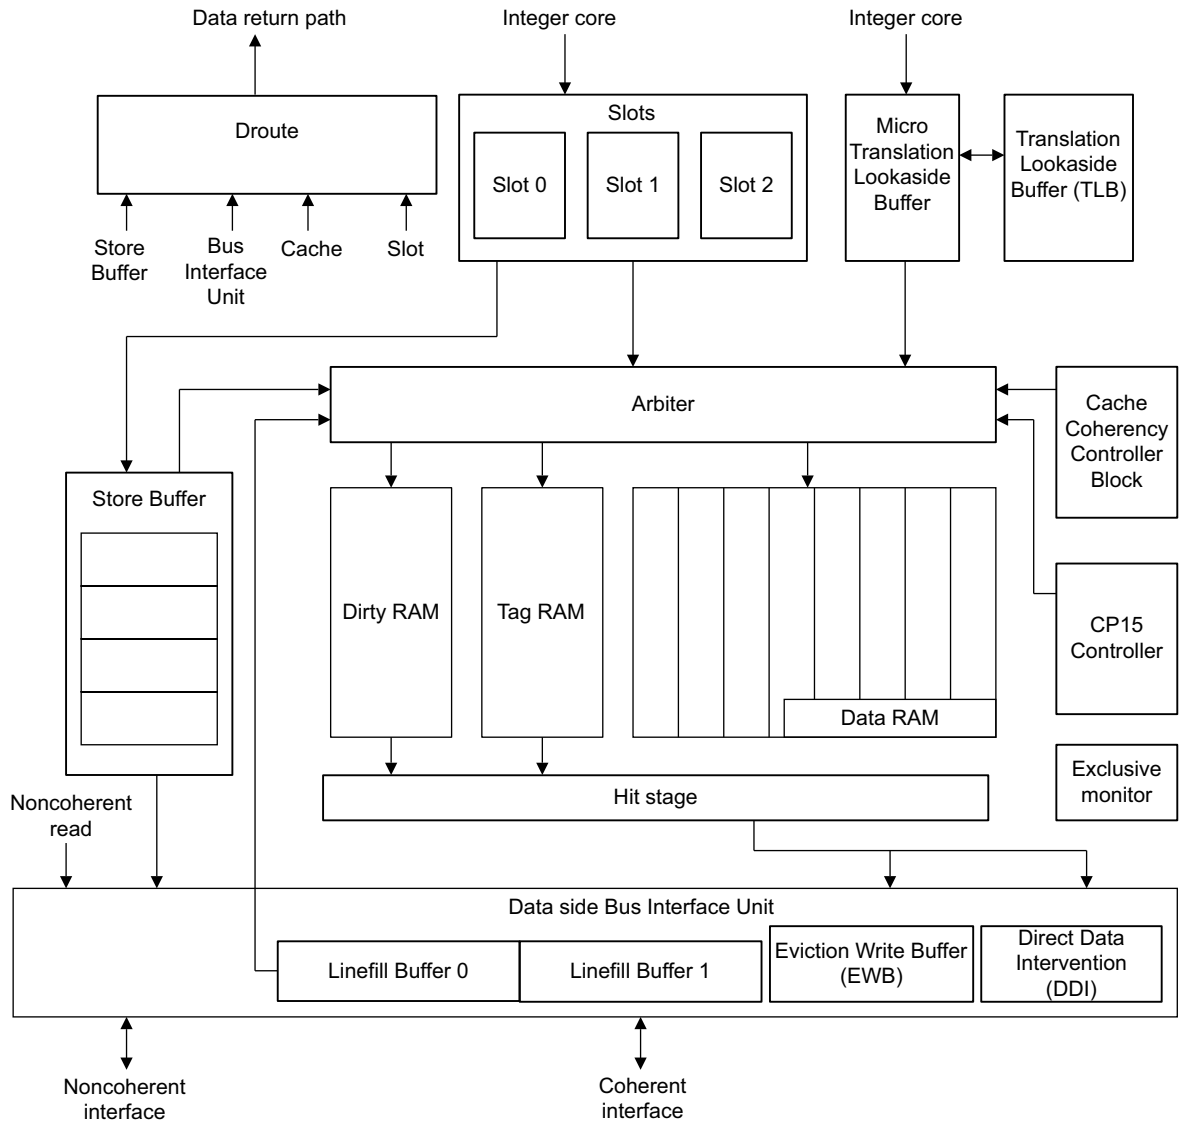 Data return path
Integer core
Integer core
Droute
Slots
Slot 0
Slot 1
Slot 2
Micro
Translation
Lookaside
Buffer
Translation
Lookaside
Buffer (TLB)
Store
Buffer
Bus
Interface
Unit
Cache
Slot
Arbiter
Cache
Coherency
Controller
Block
Store Buffer
Dirty RAM
Tag RAM
Data RAM
CP15
Controller
Hit stage
Exclusive
monitor
Noncoherent
read
Data side Bus Interface Unit
Linefill Buffer 0
Linefill Buffer 1
Eviction Write Buffer
(EWB)
Direct Data
Intervention
(DDI)
Noncoherent
interface
Coherent
interface